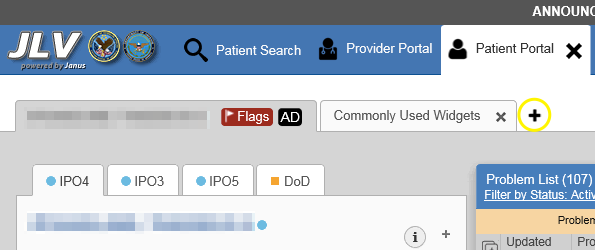 ANNOUNC
JLV
powered by Janus
Patient Search
Provider Portal
Patient Portal
Flags
AD
Commonly Used Widgets
IPO4
IPO3
IPO5
DoD
Problem List (107)
Filter by Status: Activ
Problem
Updated
Pro